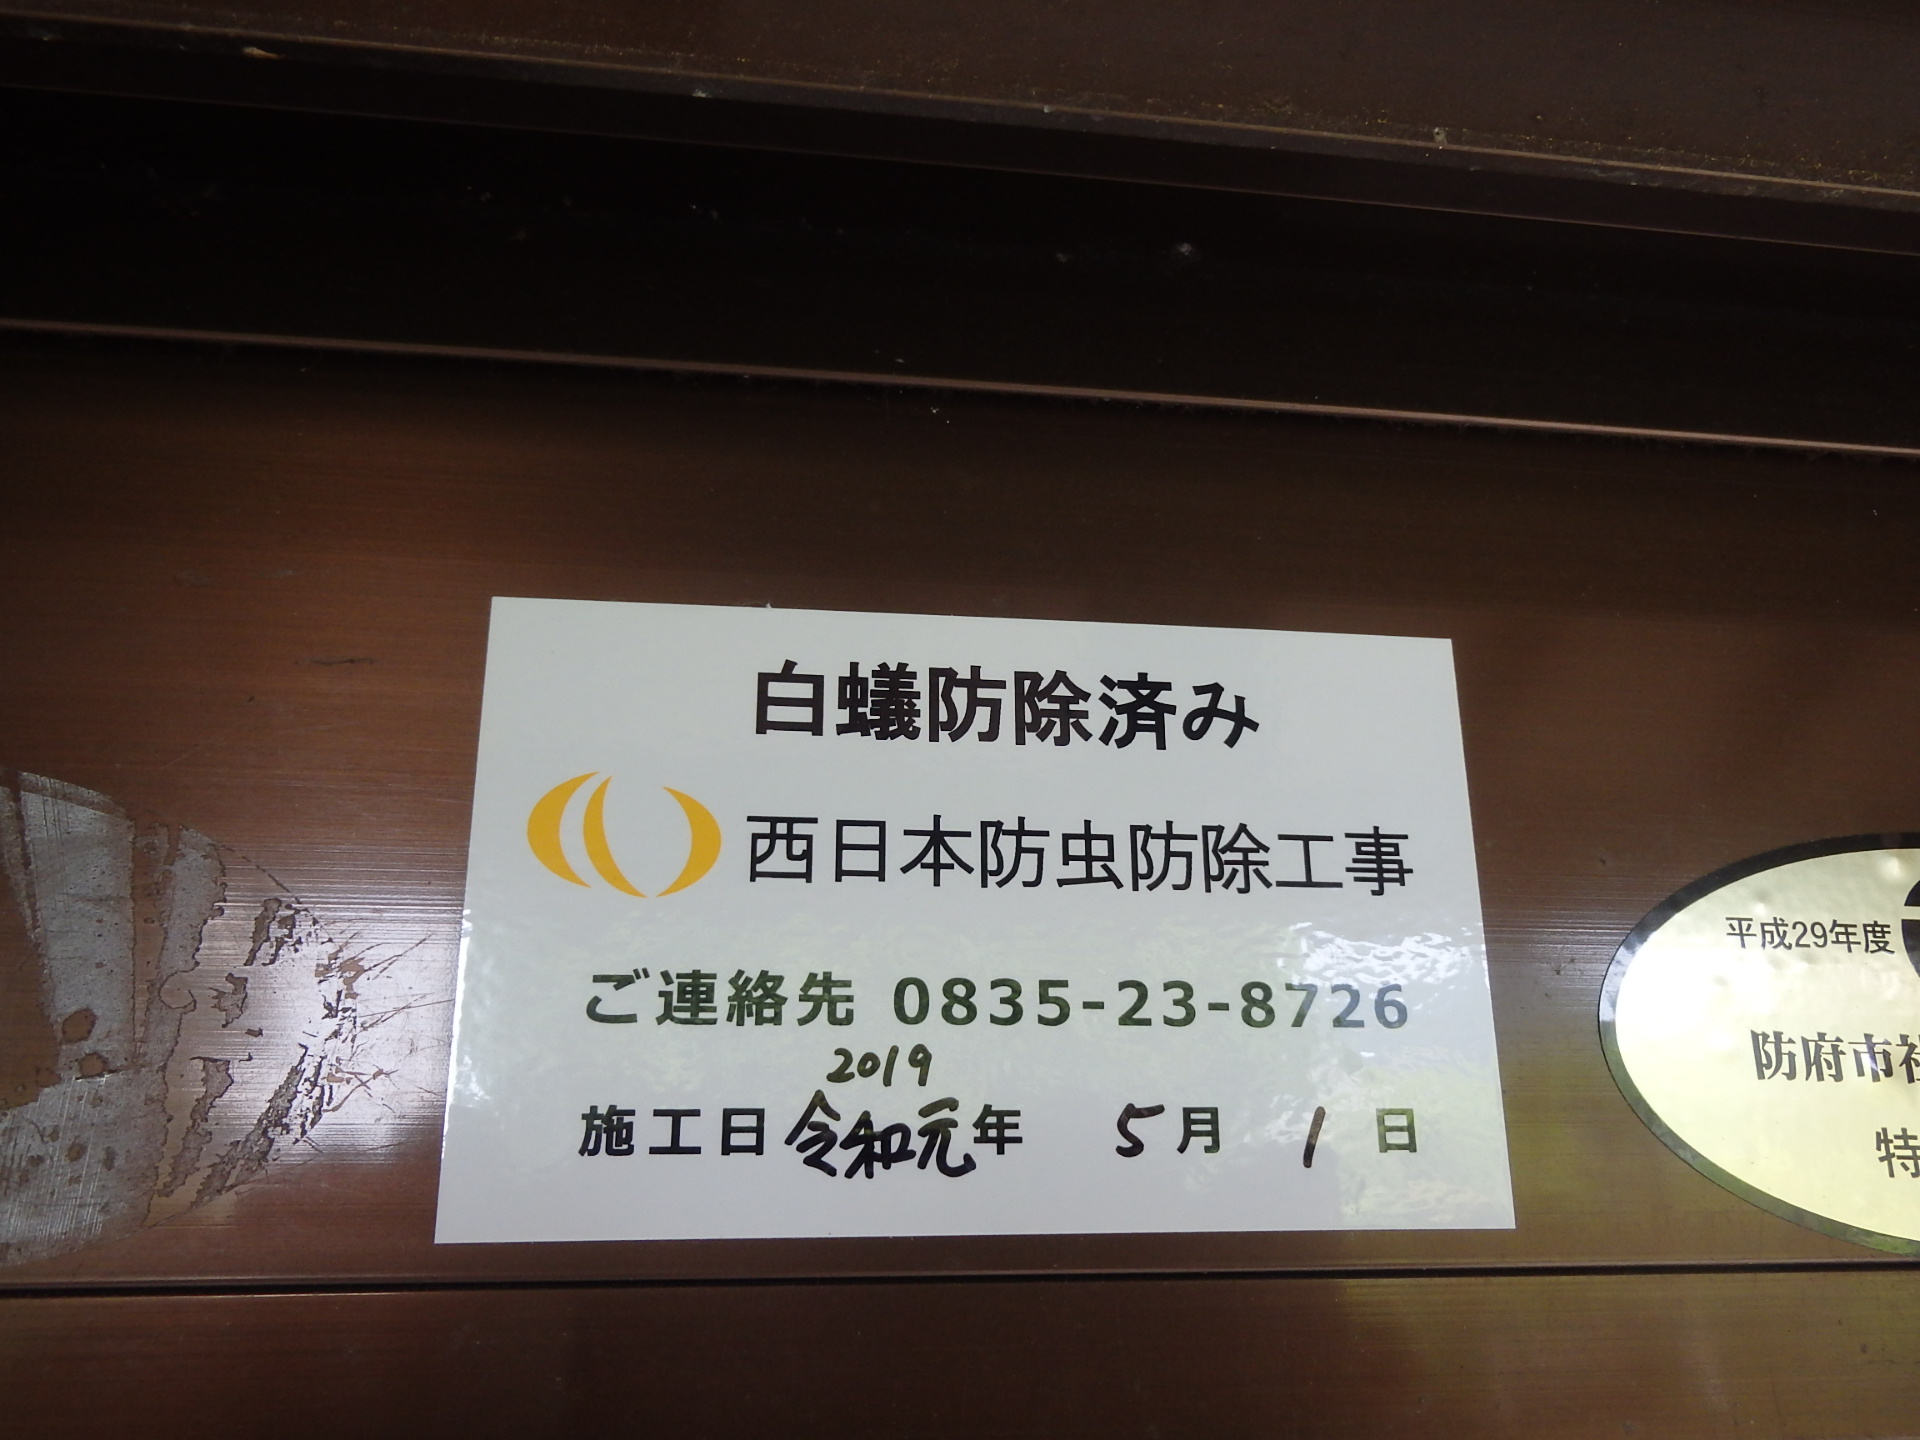 白蟻防除済み
西日本防虫防除工事
ご連絡先 0835-23-8726
2019
施工日 令和元年 5月 1日
平成29年度
防府市社
特